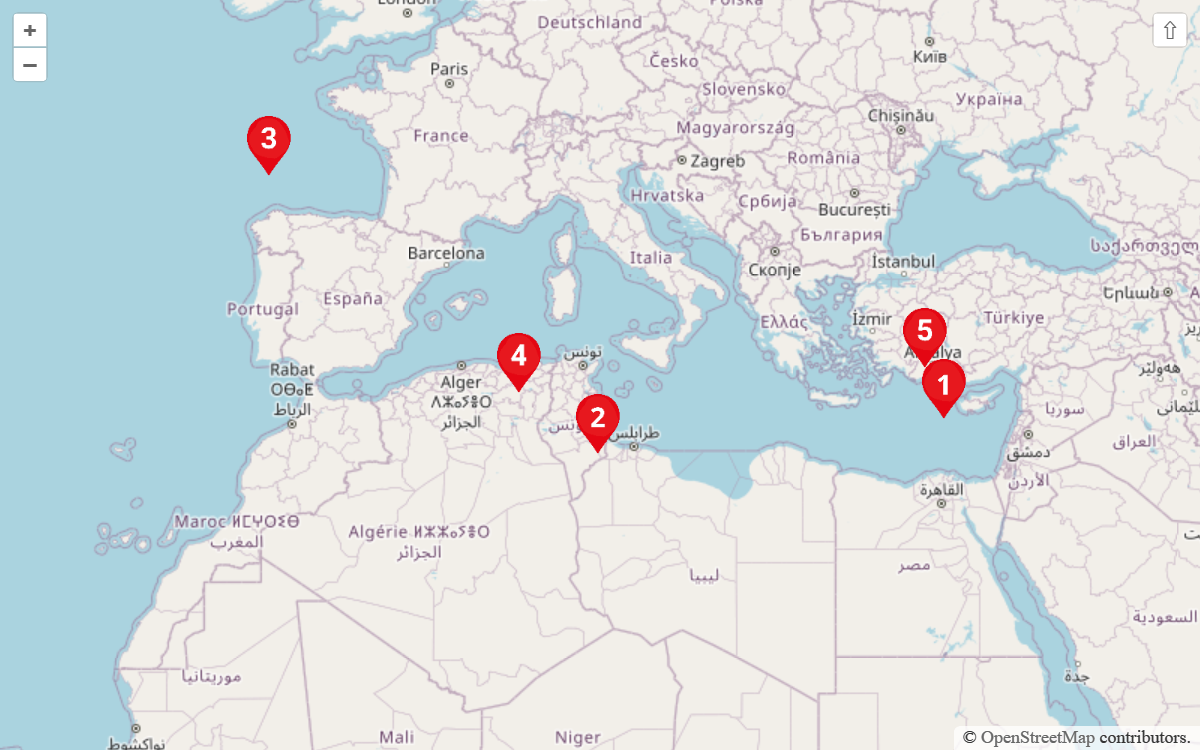 +
−
⇧
London
Deutschland
Polska
Česko
Київ
Paris
Slovensko
Україна
France
Magyarország
Chișinău
3
Zagreb
România
Hrvatska
Србија
București
Barcelona
Italia
България
Скопје
İstanbul
საქართველო
España
Portugal
Ελλάς
İzmir
Türkiye
Երևան
5
4
تونس
Antalya
Rabat
ⵔⴱⴰⵟ
الرباط
Alger
ⴷⵣⴰⵢⵔ
الجزائر
1
2
تونس
طرابلس
سوريا
العراق
دمشق
الأردن
القاهرة
Maroc ⵍⵎⵖⵔⵉⴱ
المغرب
Algérie ⵍⵣⵣⴰⵢⴻⵔ
الجزائر
ليبيا
مصر
السعودية
جدة
موريتانيا
نواكشوط
Mali
Niger
© OpenStreetMap contributors.